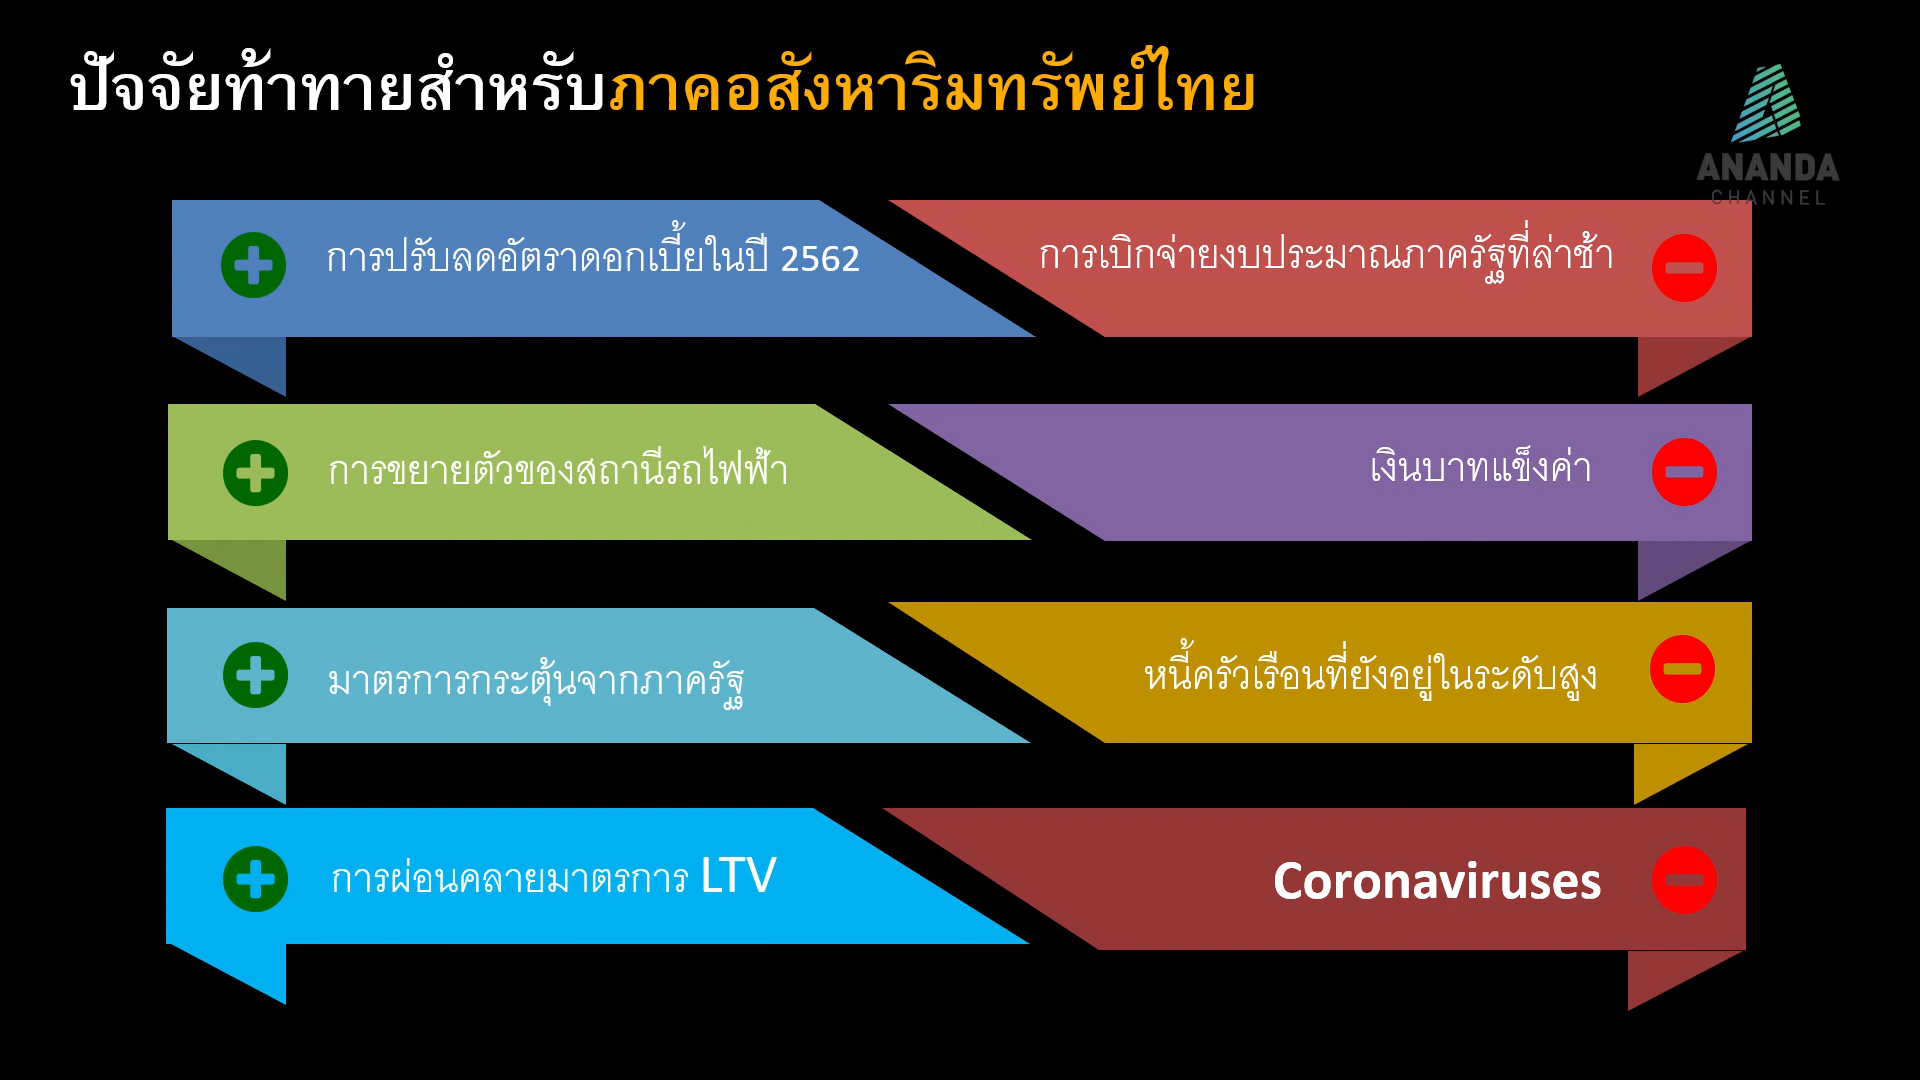 ปัจจัยท้าทายสำหรับภาคอสังหาริมทรัพย์ไทย
ANANDA
CHANNEL
การปรับลดอัตราดอกเบี้ยในปี 2562
การเบิกจ่ายงบประมาณภาครัฐที่ล่าช้า
การขยายตัวของสถานีรถไฟฟ้า
เงินบาทแข็งค่า
มาตรการกระตุ้นจากภาครัฐ
หนี้ครัวเรือนที่ยังอยู่ในระดับสูง
การผ่อนคลายมาตรการ LTV
Coronaviruses